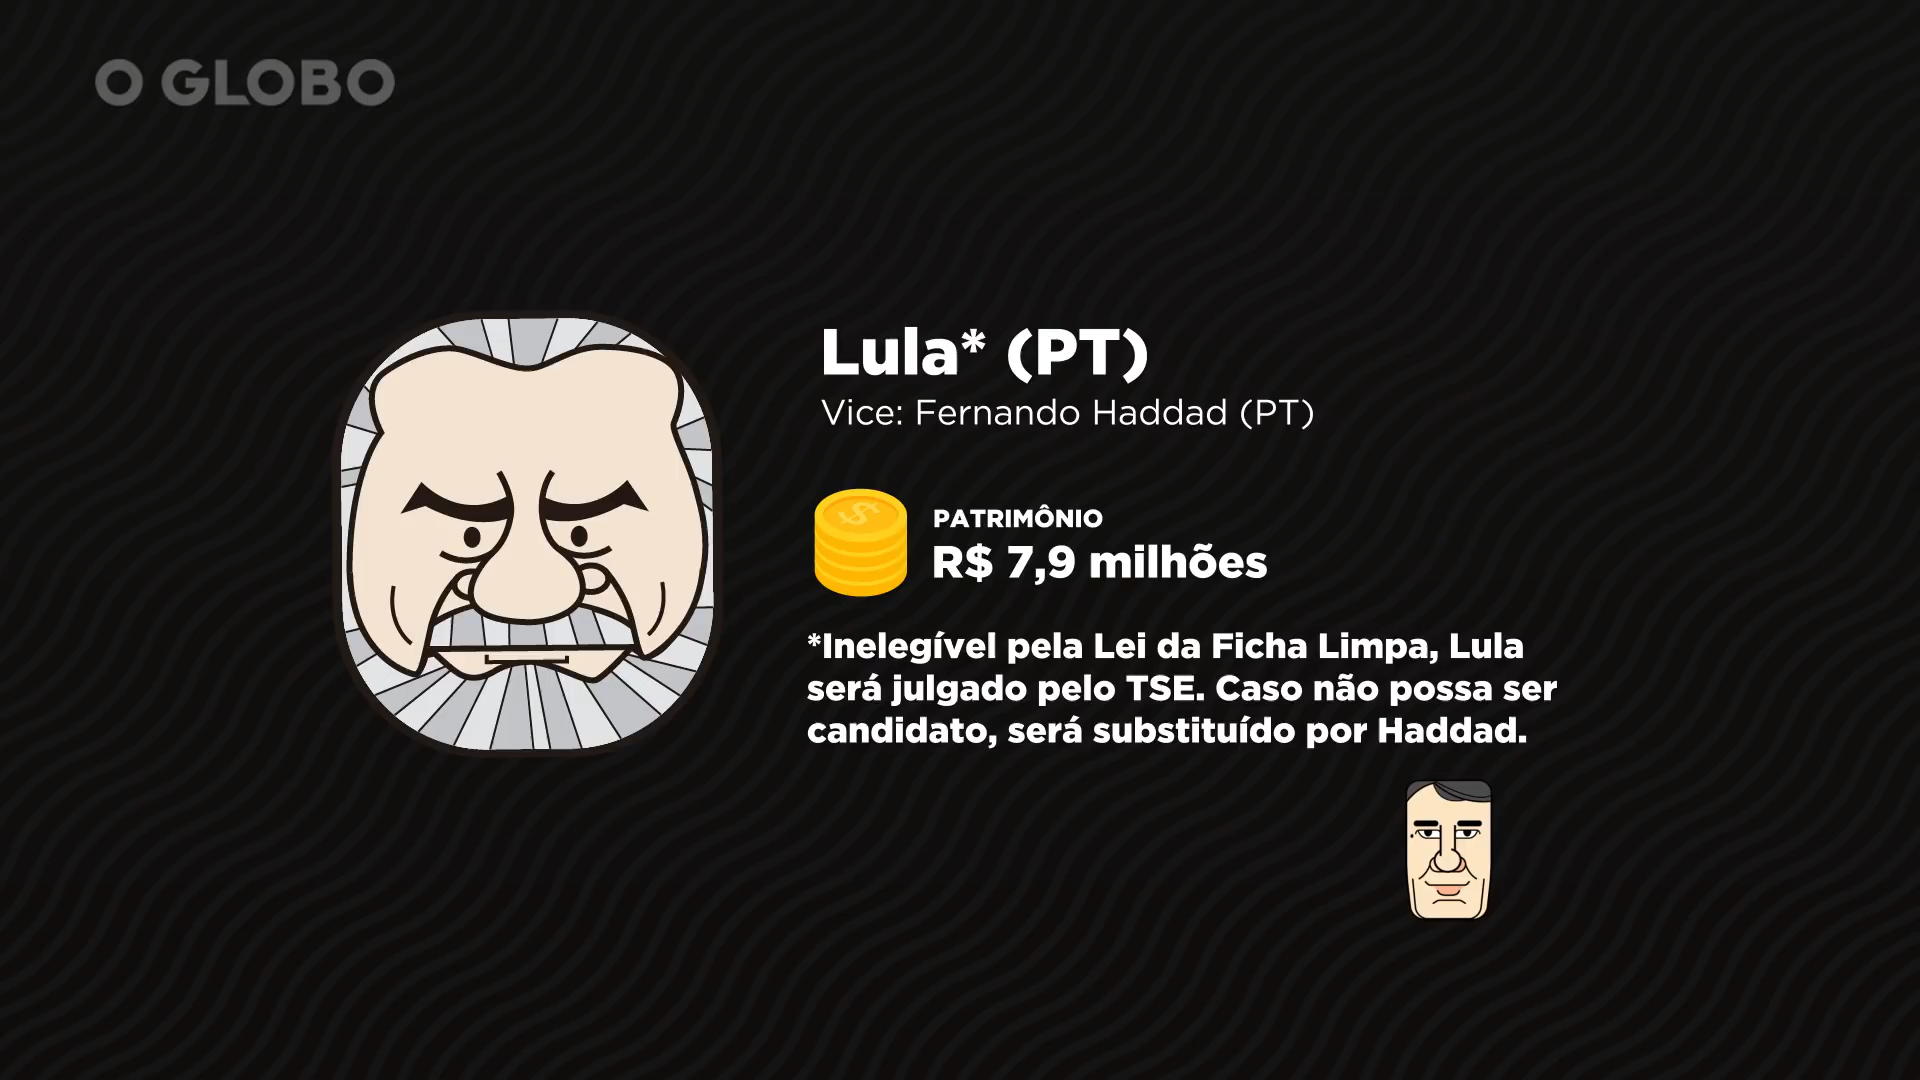 O GLOBO
Lula* (PT)
Vice: Fernando Haddad (PT)
PATRIMÔNIO
R$ 7,9 milhões
*Inelegível pela Lei da Ficha Limpa, Lula
será julgado pelo TSE. Caso não possa ser
candidato, será substituído por Haddad.